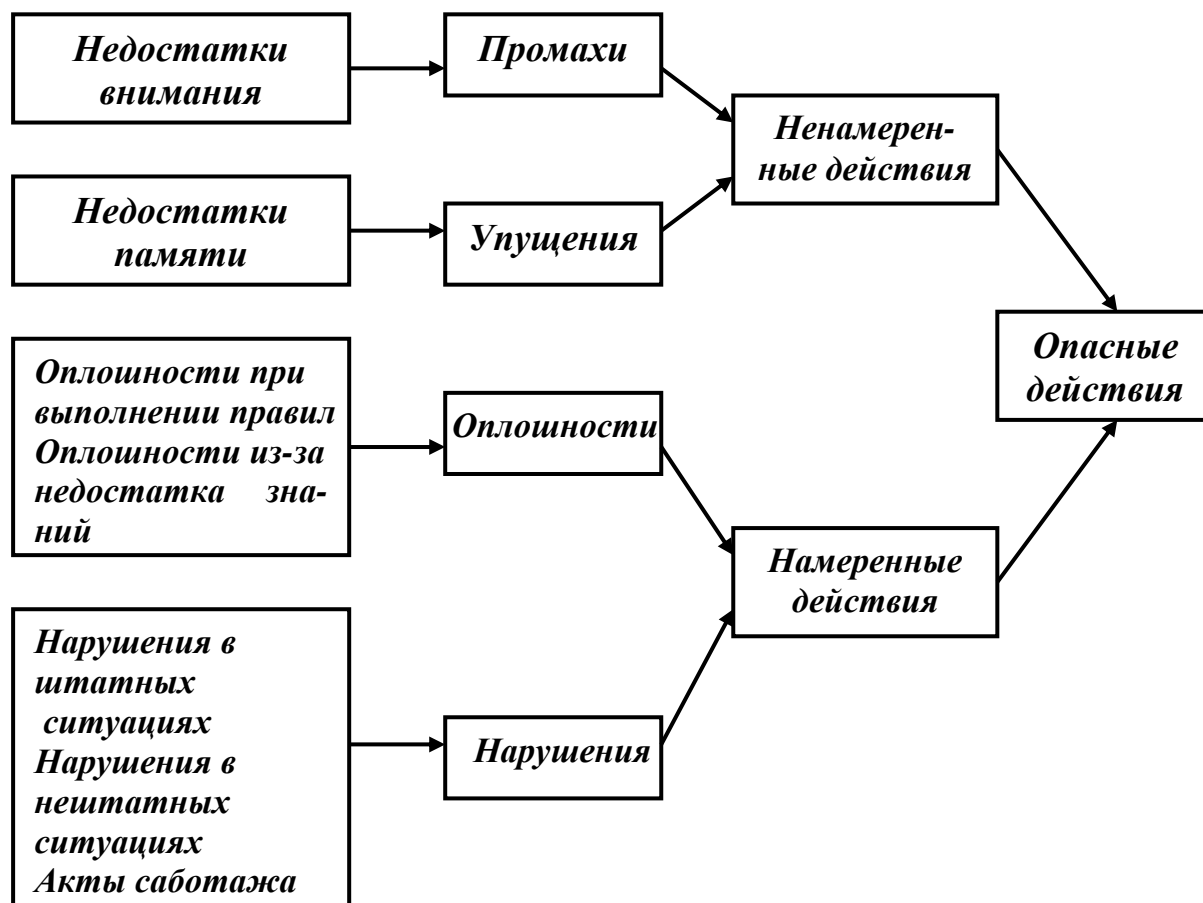 Недостатки
внимания
Промахи
Ненамерен-
ные действия
Недостатки
памяти
Упущения
Опасные
действия
Оплошности при
выполнении правил
Оплошности из-за
недостатка зна-
ний
Оплошности
Намеренные
действия
Нарушения в
штатных
ситуациях
Нарушения в
нештатных
ситуациях
Акты саботажа
Нарушения